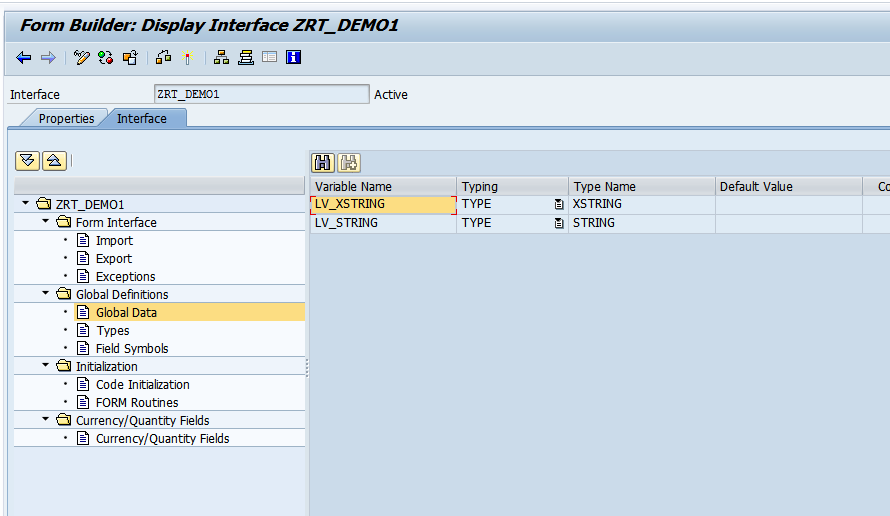 Form Builder: Display Interface ZRT_DEMO1
Interface ZRT_DEMO1 Active
Properties Interface
Variable Name Typing Type Name Default Value Co
LV_XSTRING TYPE XSTRING
LV_STRING TYPE STRING
ZRT_DEMO1
Form Interface
Import
Export
Exceptions
Global Definitions
Global Data
Types
Field Symbols
Initialization
Code Initialization
FORM Routines
Currency/Quantity Fields
Currency/Quantity Fields